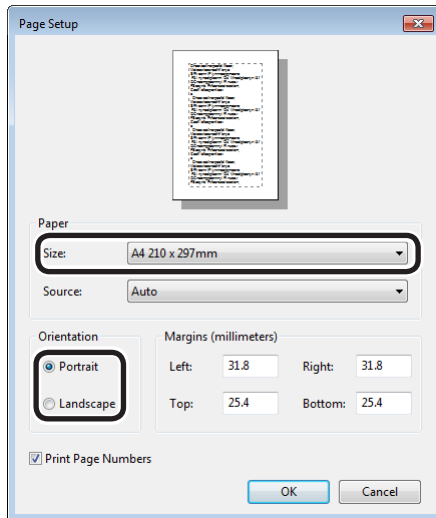 Page Setup
Paper
Size: A4 210 x 297mm
Source: Auto
Orientation Margins (millimeters)
Portrait Left: 31.8 Right: 31.8
Landscape Top: 25.4 Bottom: 25.4
Print Page Numbers
OK Cancel